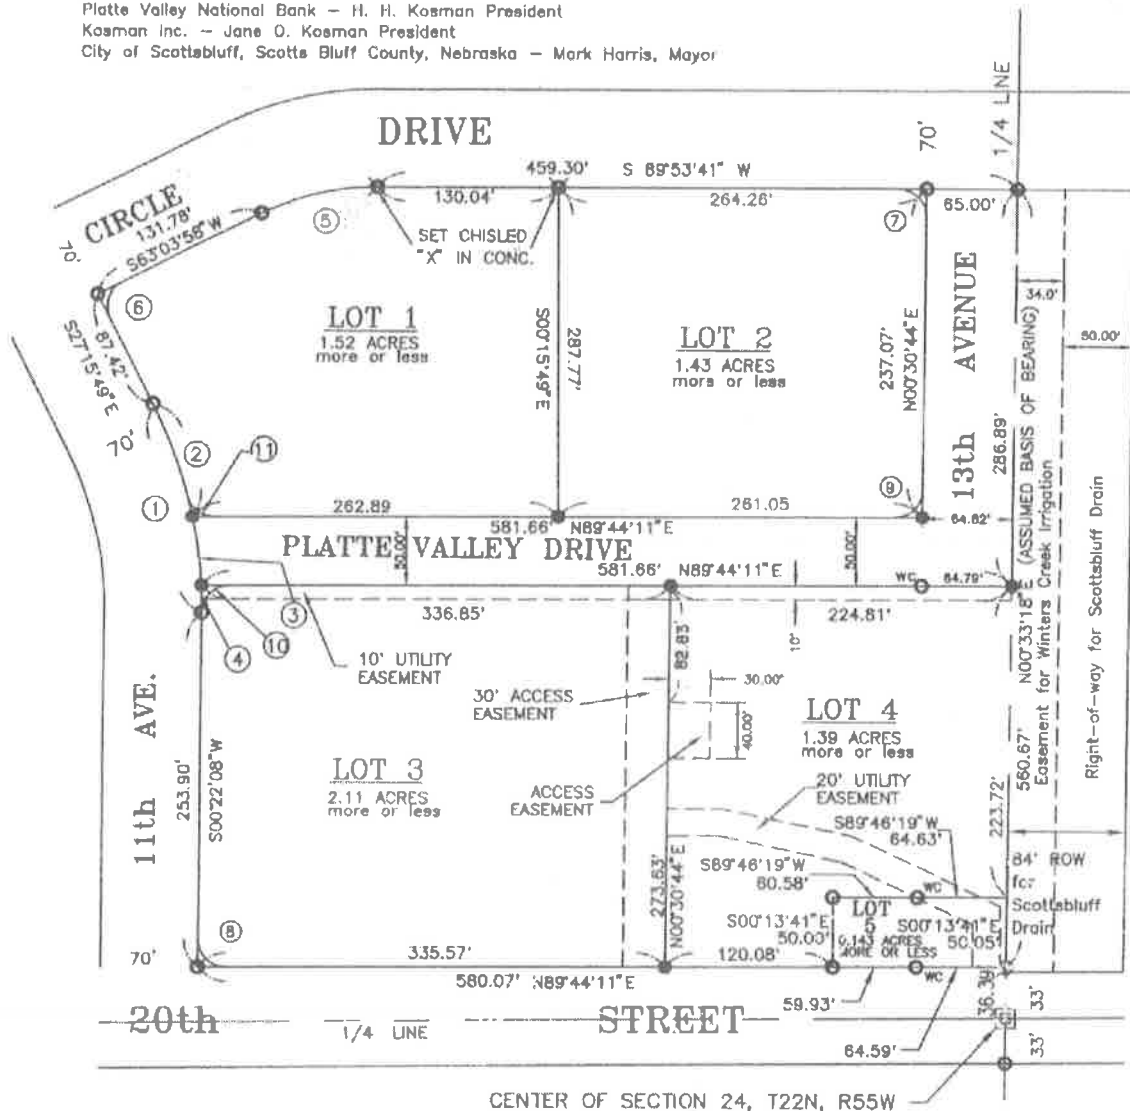 Platte Valley National Bank – H. H. Kosman President
Kosman Inc. – Jane O. Kosman President
City of Scottsbluff, Scotts Bluff County, Nebraska – Mark Harris, Mayor
1/4 LINE
DRIVE
70'
459.30'
S 89°53'41" W
130.04'
264.26'
65.00'
CIRCLE
131.78'
S63°03'58"W
70'
5
7
SET CHISLED
"X" IN CONC.
6
87.42'
S27°15'49"E
70'
LOT 1
1.52 ACRES
more or less
S00°15'49"E
287.77'
LOT 2
1.43 ACRES
more or less
237.07'
N00°30'44"E
13th AVENUE
34.0'
286.89'
N00°33'18"E (ASSUMED BASIS OF BEARING)
Easement for Winters Creek Irrigation
Right-of-way for Scottsbluff Drain
2
11
1
9
262.89
261.05
581.66' N89°44'11"E
64.82'
PLATTE VALLEY DRIVE
50.00'
50.00'
581.66' N89°44'11"E
WC
64.79'
336.85'
3
224.81'
10
4
10'
10' UTILITY
EASEMENT
82.83'
30.00'
30' ACCESS
EASEMENT
40.00'
LOT 4
1.39 ACRES
more or less
560.67'
11th AVE.
253.90'
S00°22'08"W
LOT 3
2.11 ACRES
more or less
ACCESS
EASEMENT
20' UTILITY
EASEMENT
223.72'
S89°46'19"W
64.63'
S89°46'19"W
60.58'
WC
84' ROW
for
Scottsbluff
Drain
273.63'
N00°30'44"E
S00°13'41"E
50.00'
LOT
5
0.143 ACRES
MORE OR LESS
S00°13'41"E
50.05'
8
70'
335.57'
120.08'
WC
580.07' N89°44'11"E
59.93'
36.39'
33'
20th STREET
1/4 LINE
64.59'
33'
CENTER OF SECTION 24, T22N, R55W